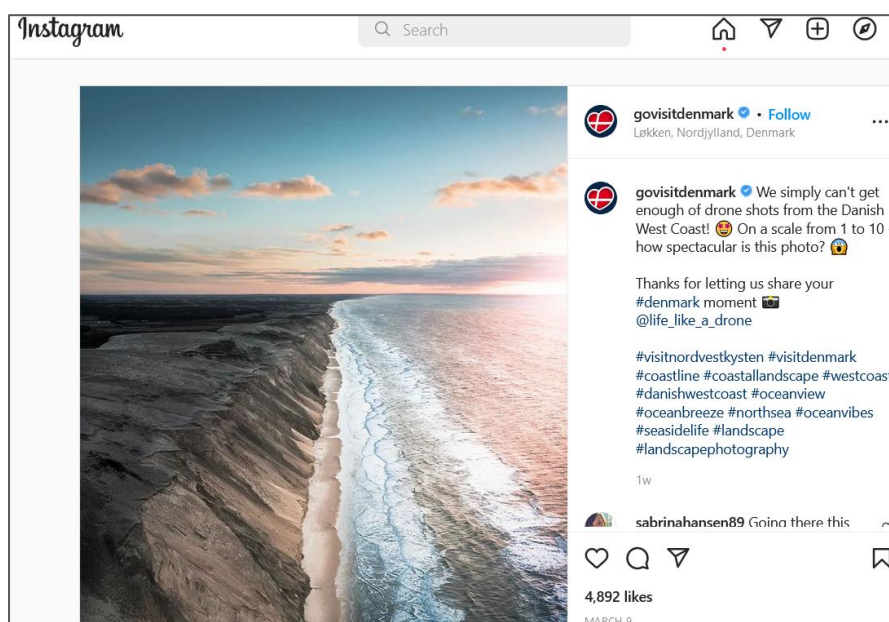 Instagram
Search
govisitdenmark • Follow
Løkken, Nordjylland, Denmark
govisitdenmark We simply can't get
enough of drone shots from the Danish
West Coast! 🤩 On a scale from 1 to 10 -
how spectacular is this photo? 😱
Thanks for letting us share your
#denmark moment 📸
@life_like_a_drone
#visitnordvestkysten #visitdenmark
#coastline #coastallandscape #westcoast
#danishwestcoast #oceanview
#oceanbreeze #northsea #oceanvibes
#seasidelife #landscape
#landscapephotography
1w
sabrinahansen89 Going there this
4,892 likes
MARCH 9